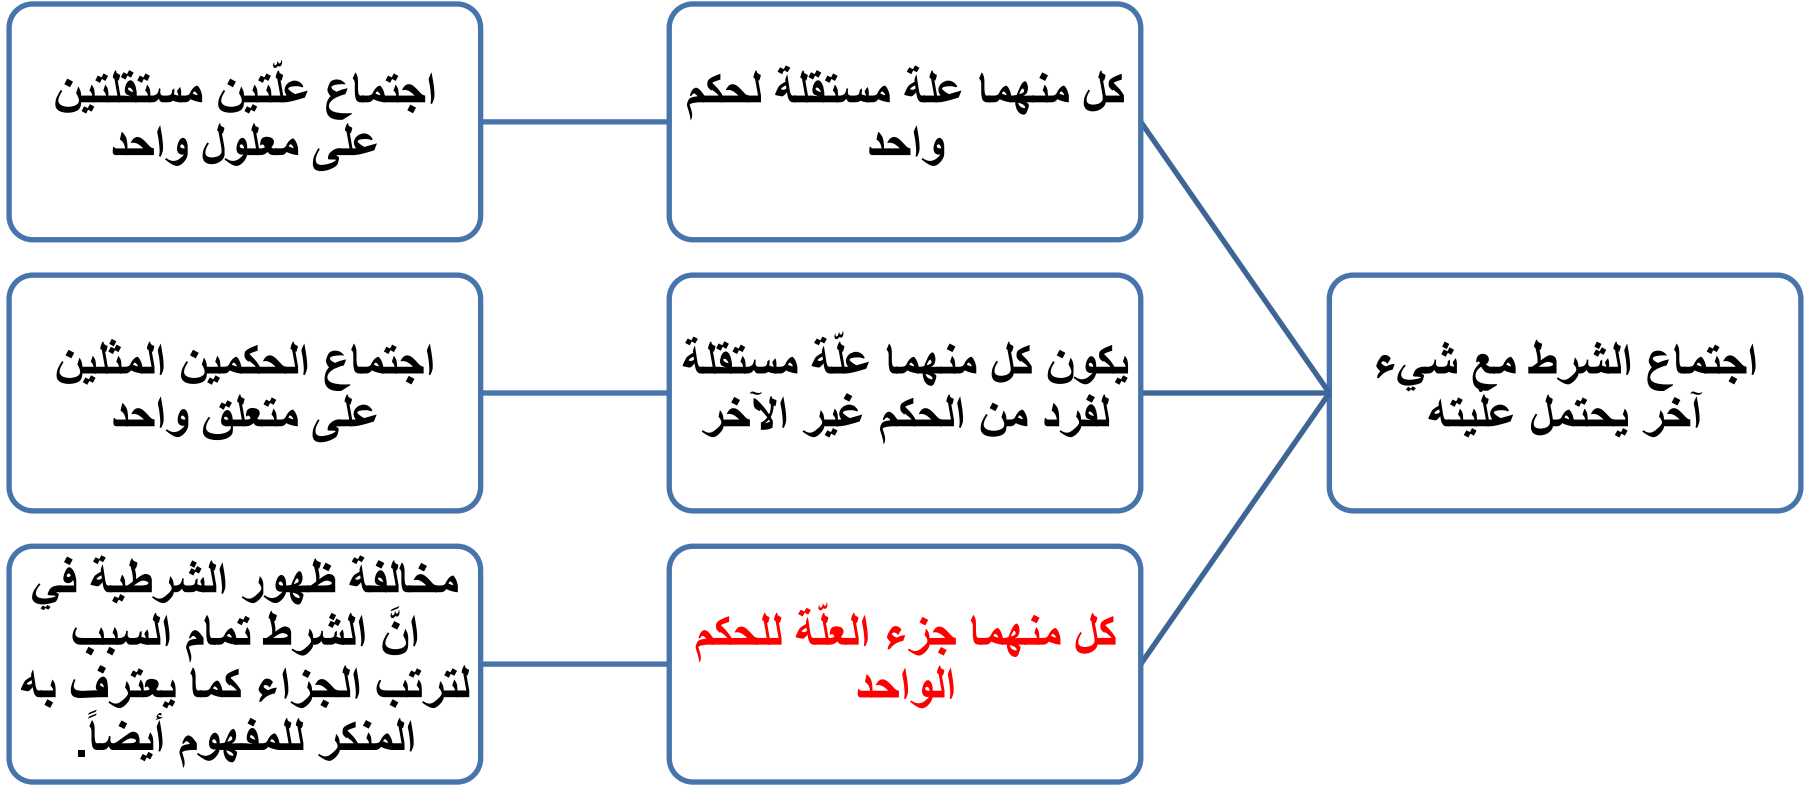 اجتماع الشرط مع شيء
آخر يحتمل عليته
كل منهما علة مستقلة لحكم
واحد
اجتماع علّتين مستقلتين
على معلول واحد
يكون كل منهما علّة مستقلة
لفرد من الحكم غير الآخر
اجتماع الحكمين المثلين
على متعلق واحد
كل منهما جزء العلّة للحكم
الواحد
مخالفة ظهور الشرطية في
انَّ الشرط تمام السبب
لترتب الجزاء كما يعترف به
المنكر للمفهوم أيضاً.